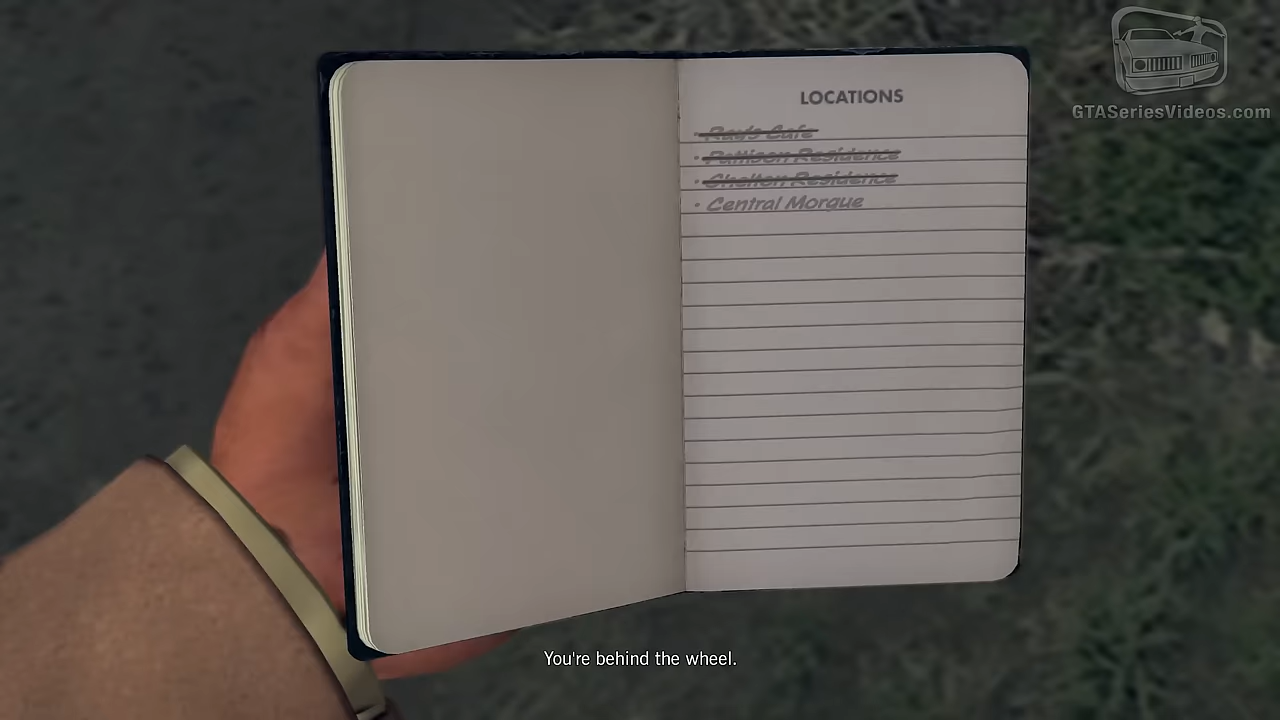 GTASeriesVideos.com
LOCATIONS
· Ray's Cafe
· Pattison Residence
· Chelton Residence
· Central Morgue
You're behind the wheel.